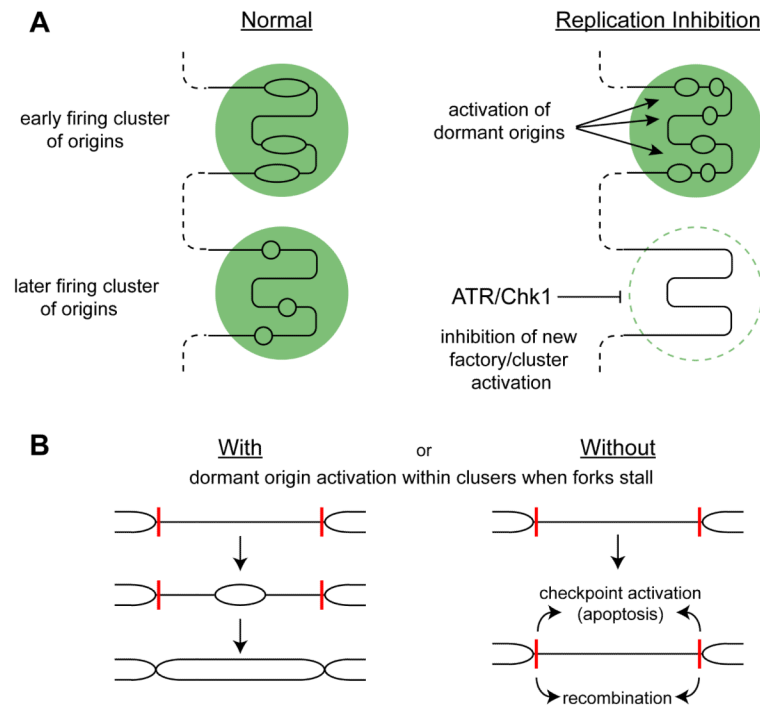 A
Normal
Replication Inhibition
early firing cluster
of origins
activation of
dormant origins
later firing cluster
of origins
ATR/Chk1
inhibition of new
factory/cluster
activation
B
With
or
Without
dormant origin activation within clusers when forks stall
checkpoint activation
(apoptosis)
recombination